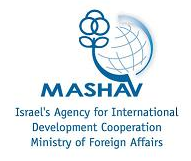 MASHAV
Israel's Agency for International
Development Cooperation
Ministry of Foreign Affairs